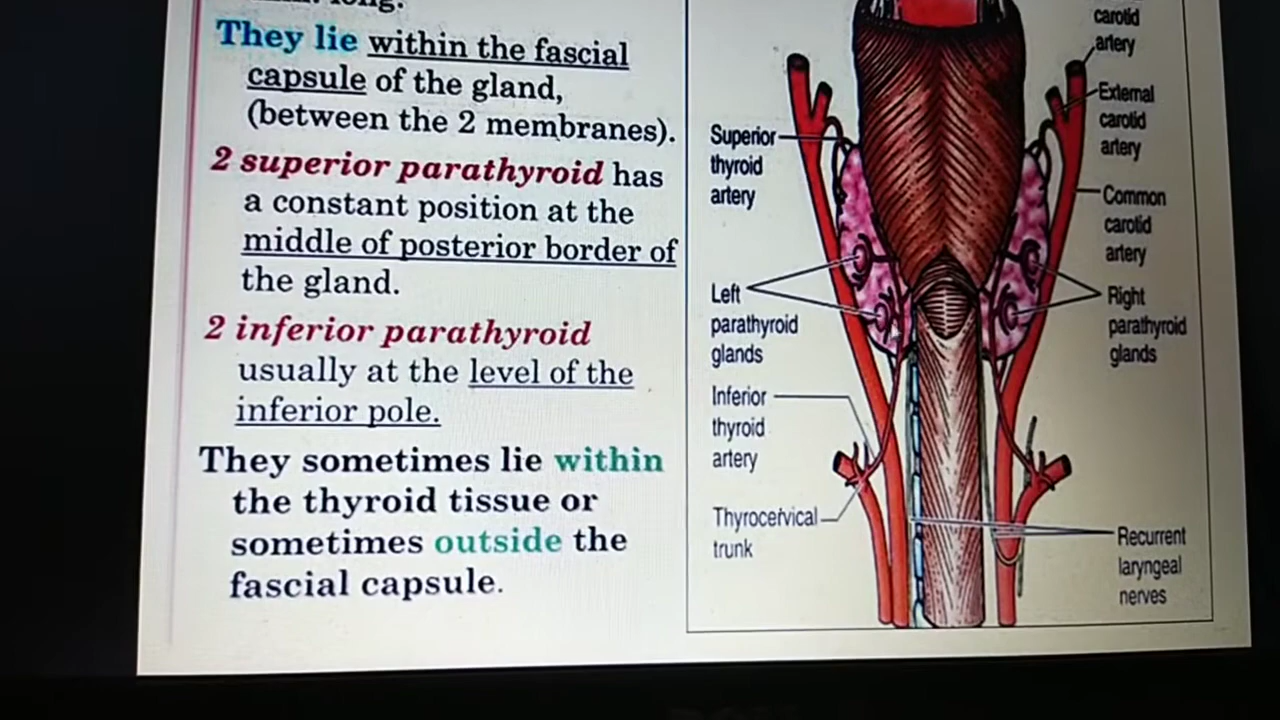 long.
They lie within the fascial
capsule of the gland,
(between the 2 membranes).
2 superior parathyroid has
a constant position at the
middle of posterior border of
the gland.
2 inferior parathyroid
usually at the level of the
inferior pole.
They sometimes lie within
the thyroid tissue or
sometimes outside the
fascial capsule.
Superior
thyroid
artery
Left
parathyroid
glands
Inferior
thyroid
artery
Thyrocervical
trunk
carotid
artery
External
carotid
artery
Common
carotid
artery
Right
parathyroid
glands
Recurrent
laryngeal
nerves